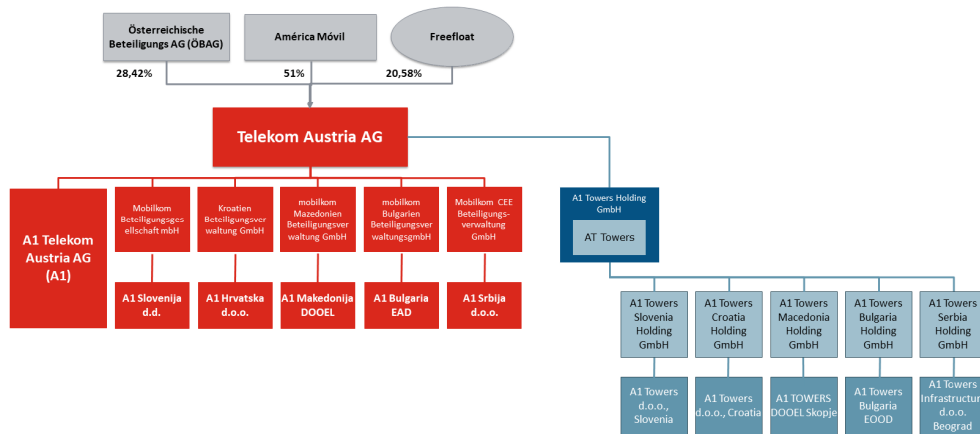 Österreichische
Beteiligungs AG (ÖBAG)
América Móvil
Freefloat
28,42%
51%
20,58%
Telekom Austria AG
A1 Telekom
Austria AG
(A1)
Mobilkom
Beteiligungsges
ellschaft mbH
Kroatien
Beteiligungsver
waltung GmbH
mobilkom
Mazedonien
Beteiligungsver
waltung GmbH
mobilkom
Bulgarien
Beteiligungsver
waltungsgmbH
Mobilkom CEE
Beteiligungs-
verwaltung
GmbH
A1 Slovenija
d.d.
A1 Hrvatska
d.o.o.
A1 Makedonija
DOOEL
A1 Bulgaria
EAD
A1 Srbija
d.o.o.
A1 Towers Holding
GmbH
AT Towers
A1 Towers
Slovenia
Holding
GmbH
A1 Towers
Croatia
Holding
GmbH
A1 Towers
Macedonia
Holding
GmbH
A1 Towers
Bulgaria
Holding
GmbH
A1 Towers
Serbia
Holding
GmbH
A1 Towers
d.o.o.,
Slovenia
A1 Towers
d.o.o., Croatia
A1 TOWERS
DOOEL Skopje
A1 Towers
Bulgaria
EOOD
A1 Towers
Infrastructure
d.o.o.
Beograd